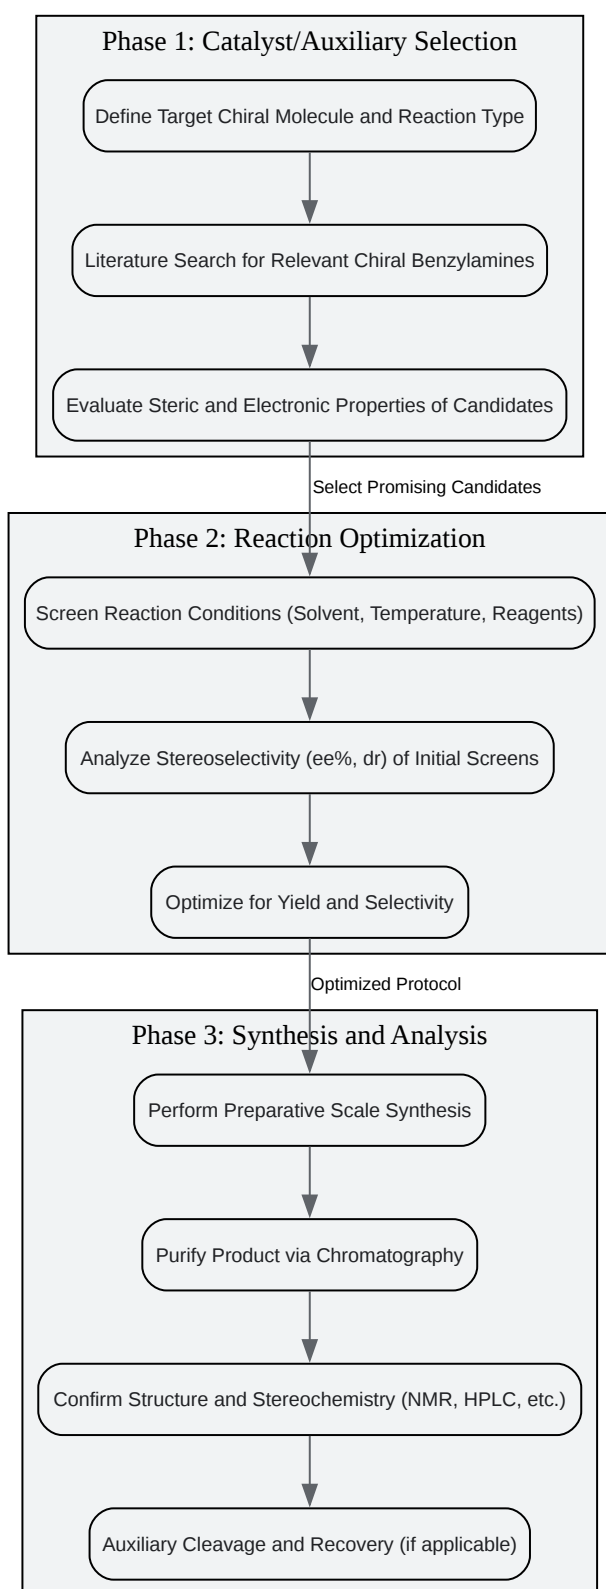 Phase 1: Catalyst/Auxiliary Selection
Define Target Chiral Molecule and Reaction Type
Literature Search for Relevant Chiral Benzylamines
Evaluate Steric and Electronic Properties of Candidates
Select Promising Candidates
Phase 2: Reaction Optimization
Screen Reaction Conditions (Solvent, Temperature, Reagents)
Analyze Stereoselectivity (ee%, dr) of Initial Screens
Optimize for Yield and Selectivity
Optimized Protocol
Phase 3: Synthesis and Analysis
Perform Preparative Scale Synthesis
Purify Product via Chromatography
Confirm Structure and Stereochemistry (NMR, HPLC, etc.)
Auxiliary Cleavage and Recovery (if applicable)